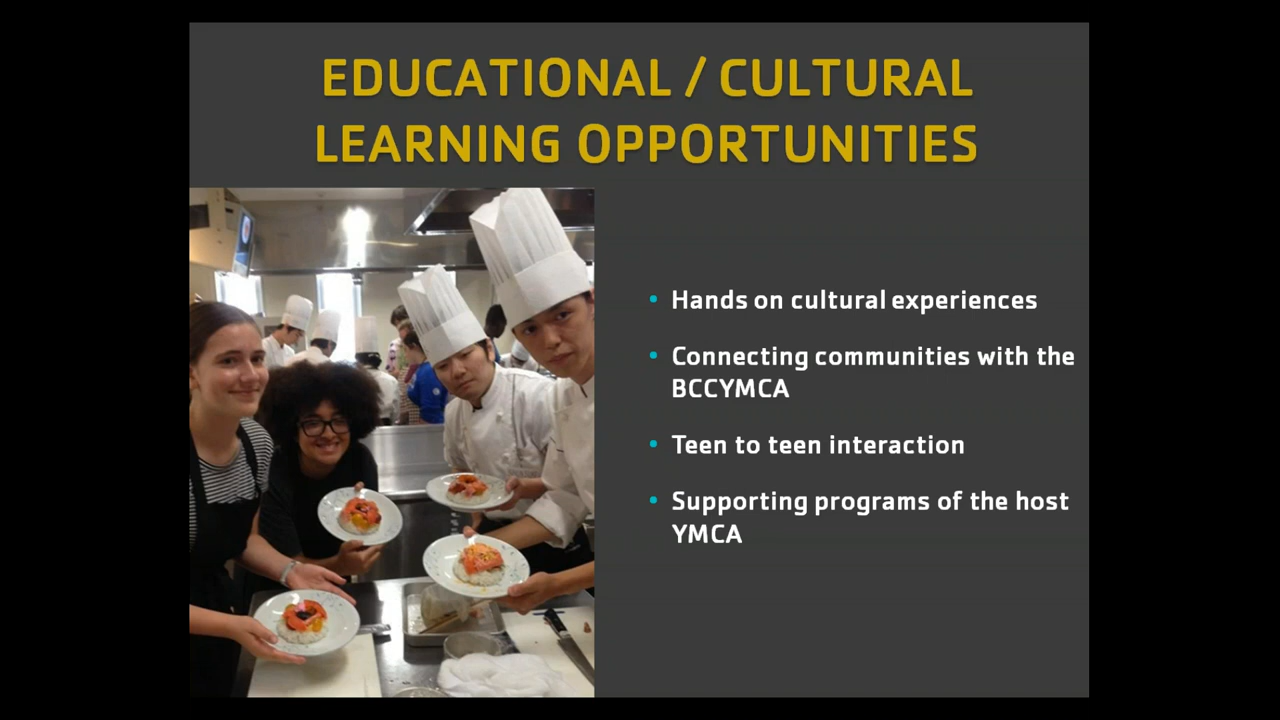 EDUCATIONAL / CULTURAL
LEARNING OPPORTUNITIES
• Hands on cultural experiences
• Connecting communities with the
BCCYMCA
• Teen to teen interaction
• Supporting programs of the host
YMCA